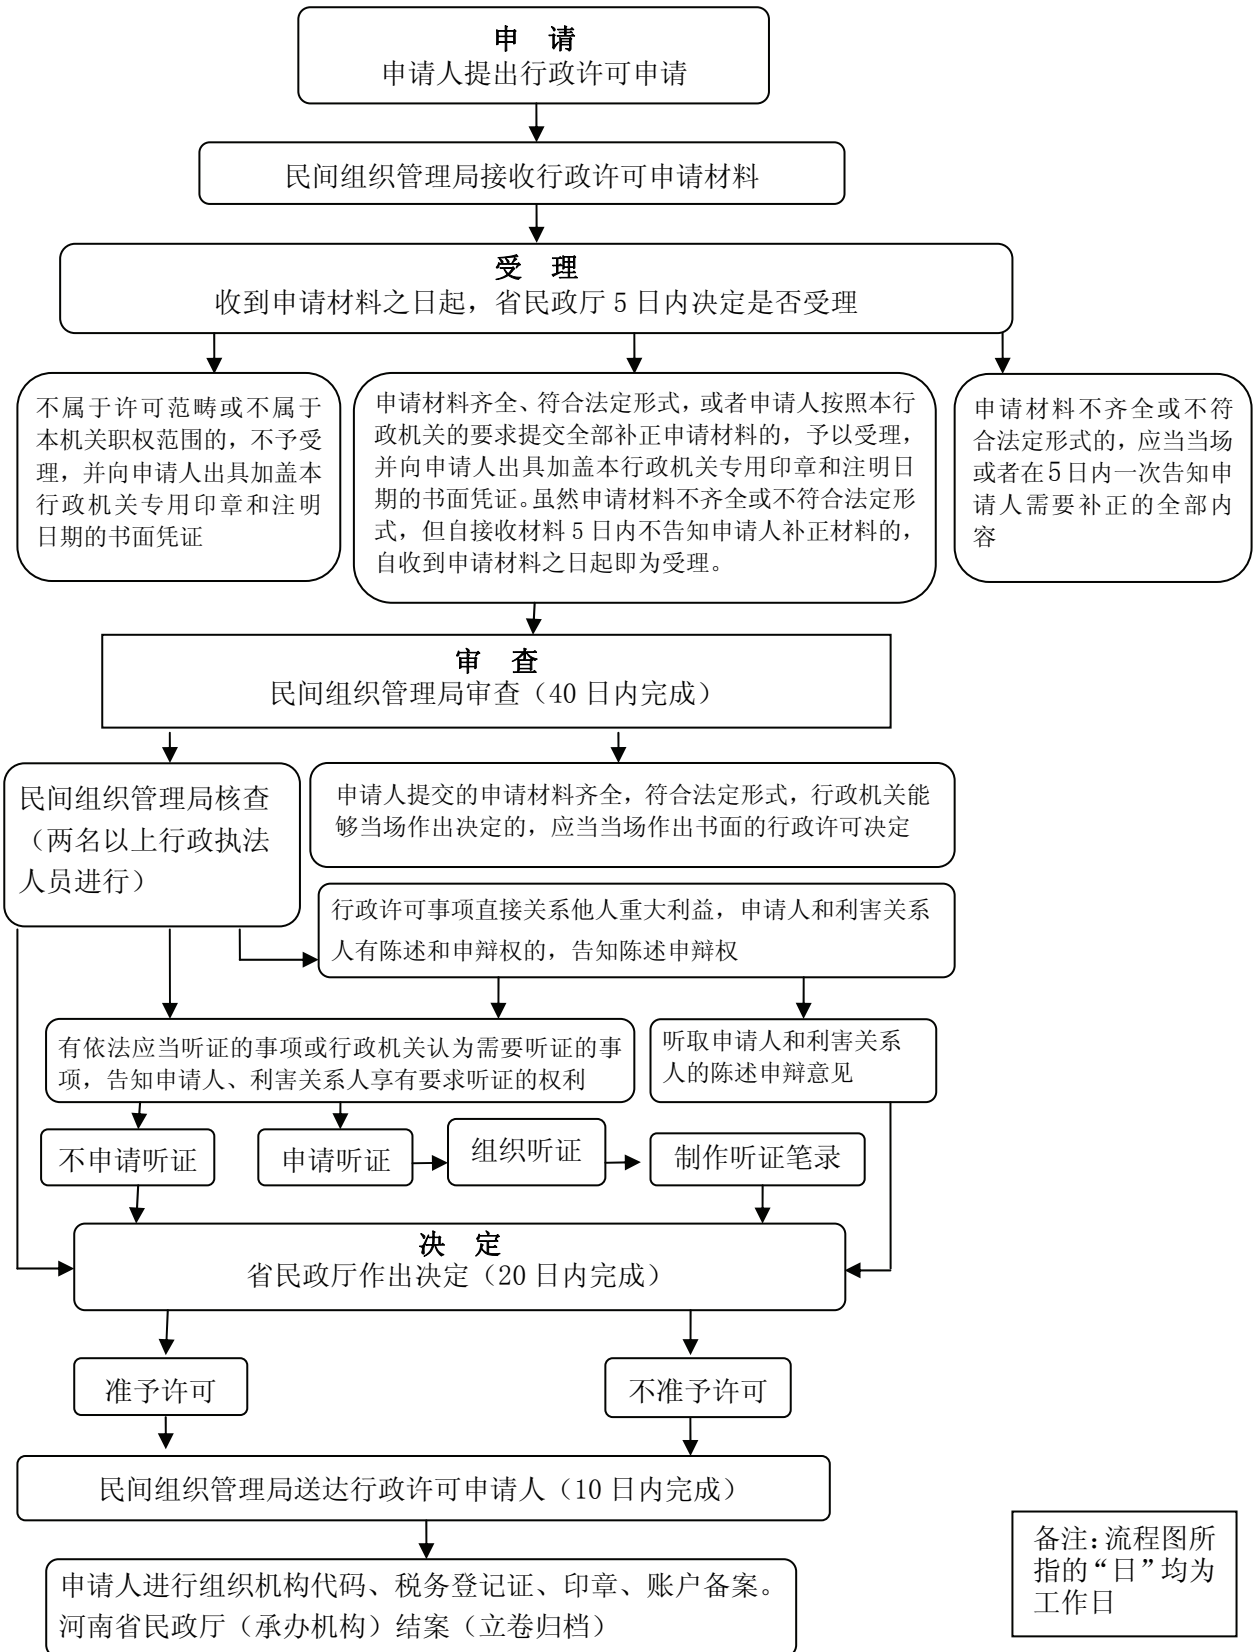 申 请
申请人提出行政许可申请
民间组织管理局接收行政许可申请材料
受 理
收到申请材料之日起，省民政厅 5 日内决定是否受理
不属于许可范畴或不属于
本机关职权范围的，不予受
理，并向申请人出具加盖本
行政机关专用印章和注明
日期的书面凭证
申请材料齐全、符合法定形式，或者申请人按照本行
政机关的要求提交全部补正申请材料的，予以受理，
并向申请人出具加盖本行政机关专用印章和注明日
期的书面凭证。虽然申请材料不齐全或不符合法定形
式，但自接收材料 5 日内不告知申请人补正材料的，
自收到申请材料之日起即为受理。
申请材料不齐全或不符
合法定形式的，应当当场
或者在 5 日内一次告知申
请人需要补正的全部内
容
审 查
民间组织管理局审查（40 日内完成）
民间组织管理局核查
（两名以上行政执法
人员进行）
申请人提交的申请材料齐全，符合法定形式，行政机关能
够当场作出决定的，应当当场作出书面的行政许可决定
行政许可事项直接关系他人重大利益，申请人和利害关系
人有陈述和申辩权的，告知陈述申辩权
有依法应当听证的事项或行政机关认为需要听证的事
项，告知申请人、利害关系人享有要求听证的权利
听取申请人和利害关系
人的陈述申辩意见
不申请听证
申请听证
组织听证
制作听证笔录
决 定
省民政厅作出决定（20 日内完成）
准予许可
不准予许可
民间组织管理局送达行政许可申请人（10 日内完成）
申请人进行组织机构代码、税务登记证、印章、账户备案。
河南省民政厅（承办机构）结案（立卷归档）
备注：流程图所
指的“日”均为
工作日